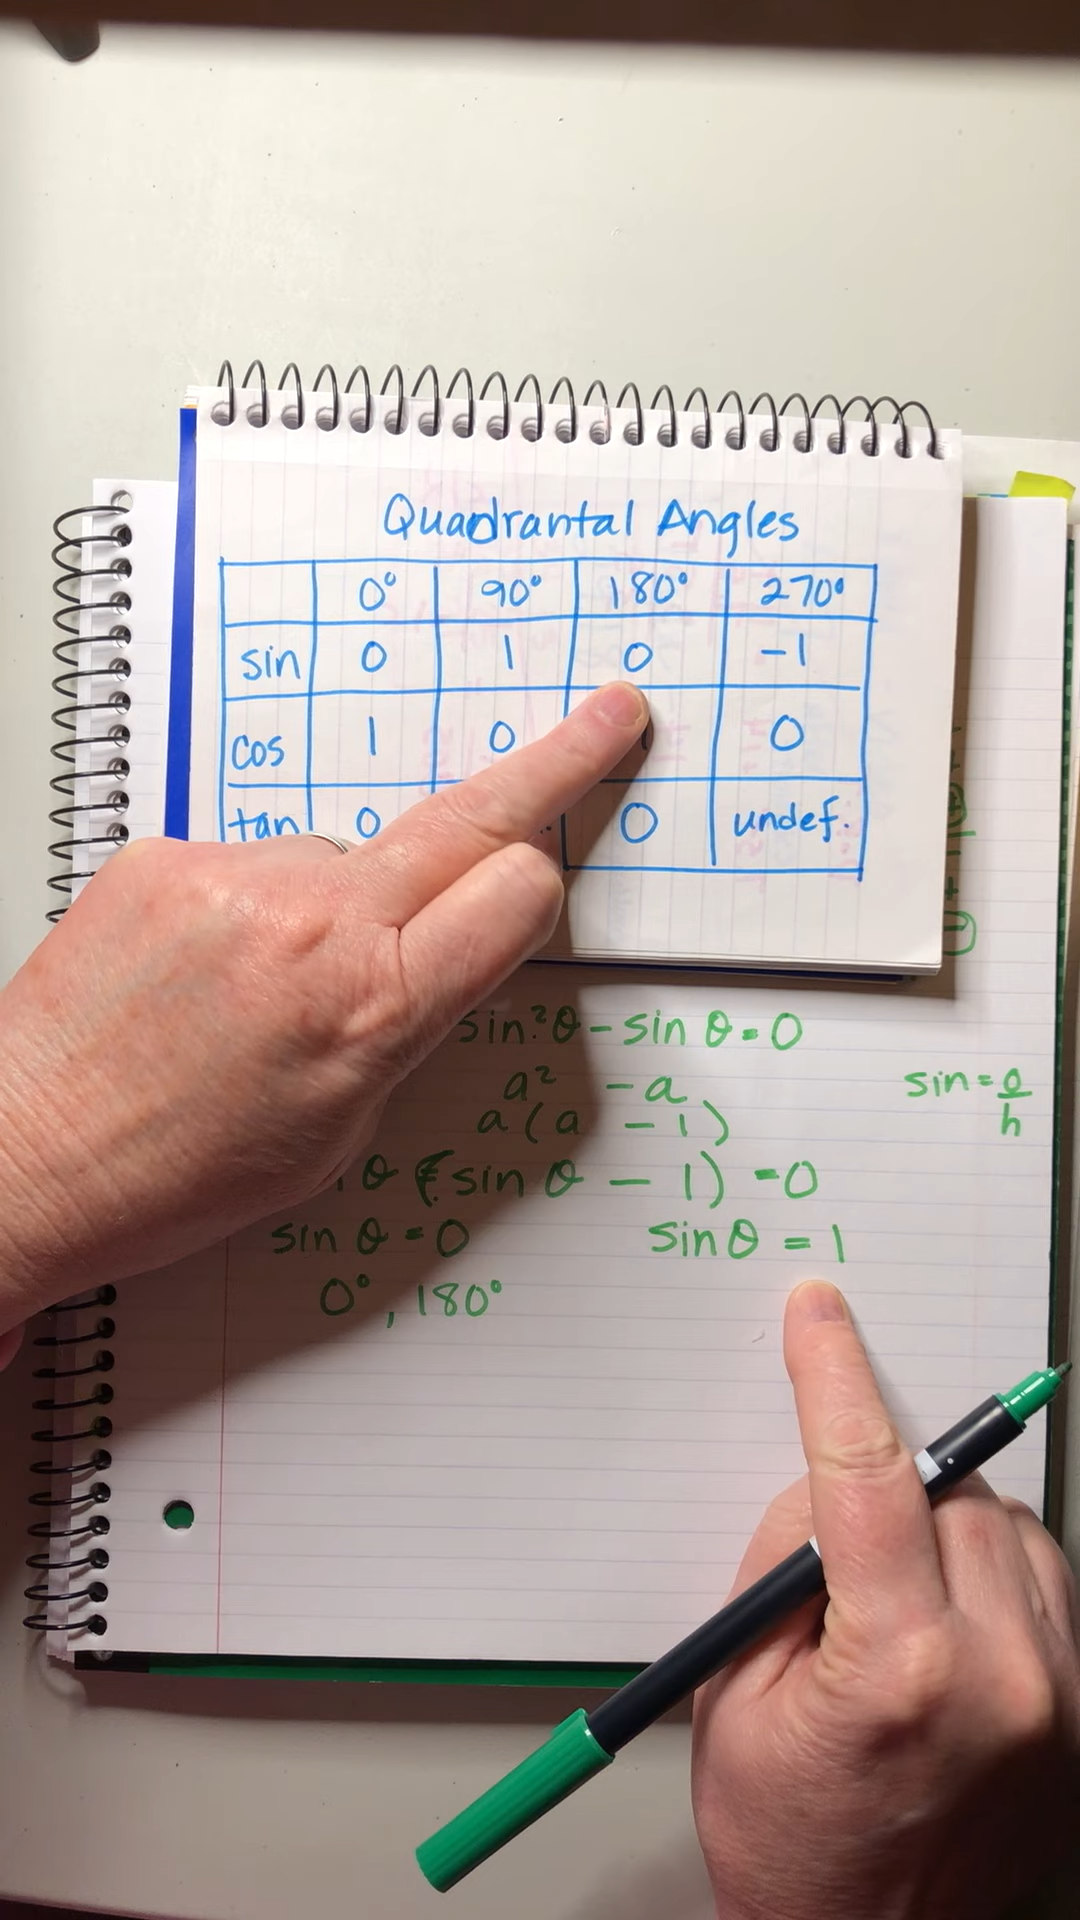 Quadrantal Angles
0° 90° 180° 270°
sin 0 1 0 -1
cos 1 0 0
tan 0 0 undef.
sin²θ - sin θ = 0
a² - a
sin = o/h
a(a - 1)
θ (sin θ - 1) = 0
sin θ = 0 sin θ = 1
0°, 180°